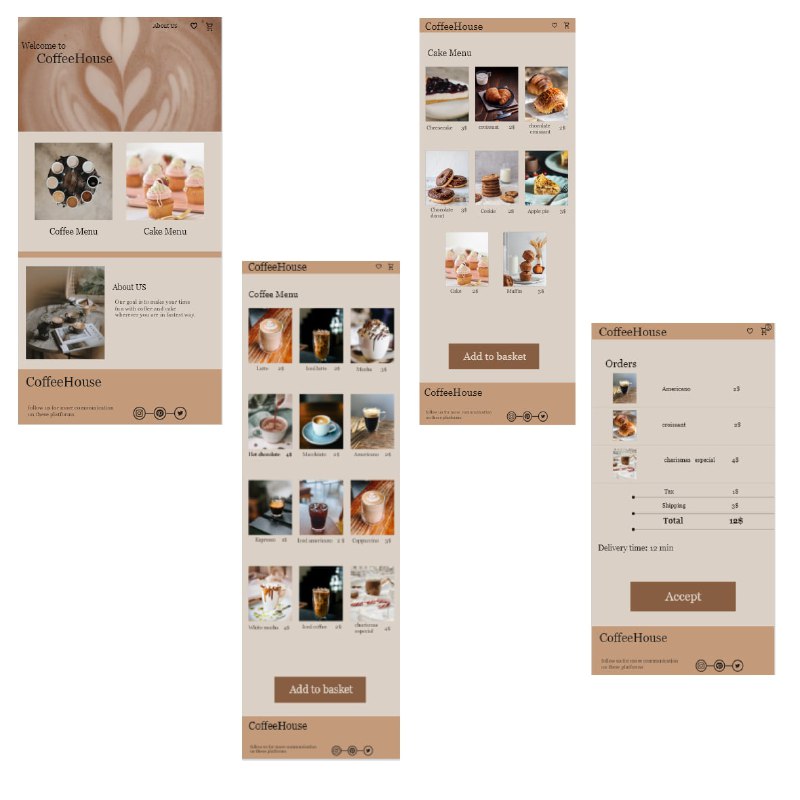 About US
Welcome to
CoffeeHouse
Coffee Menu
Cake Menu
About US
Our goal is to make your time
fun with coffee and cake
wherever you are in fastest way.
CoffeeHouse
follow us for more communication
on these platforms
CoffeeHouse
Coffee Menu
Latte 2$
Iced latte 2$
Mocha 3$
Hot chocolate 4$
Macchiato 2$
Americano 2$
Espresso 1$
Iced americano 2 $
Cappuccino 3$
White mocha 4$
Iced coffee 2$
charismas
especial 4$
Add to basket
CoffeeHouse
follow us for more communication
on these platforms
CoffeeHouse
Cake Menu
Cheesecake 3$
croissant 2$
chocolate
croissant 2$
Chocolate
donut 3$
Cookie 2$
Apple pie 3$
Cake 2$
Muffin
Add to basket
CoffeeHouse
follow us for more communication
on these platforms
CoffeeHouse
Orders
Americano 2$
croissant 2$
charismas especial 4$
Tax 1$
Shipping 3$
Total 12$
Delivery time: 12 min
Accept
CoffeeHouse
follow us for more communication
on these platforms